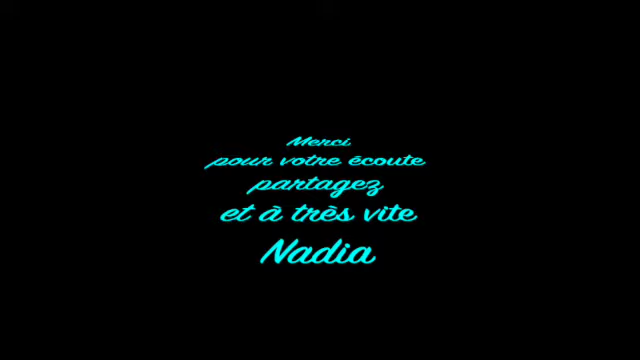 Merci
pour votre écoute
partagez
et à très vite
Nadia